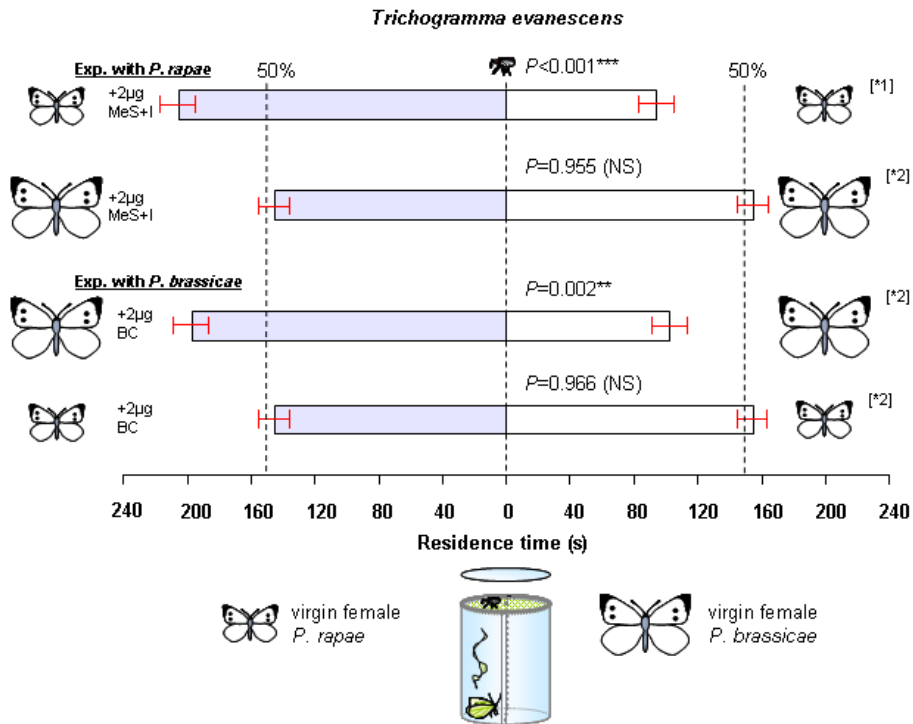 Trichogramma evanescens
Exp. with P. rapae
50%
P<0.001***
50%
+2µg
MeS+I
[*1]
P=0.955 (NS)
+2µg
MeS+I
[*2]
Exp. with P. brassicae
P=0.002**
+2µg
BC
[*2]
P=0.966 (NS)
+2µg
BC
[*2]
240 200 160 120 80 40 0 40 80 120 160 200 240
Residence time (s)
virgin female
P. rapae
virgin female
P. brassicae